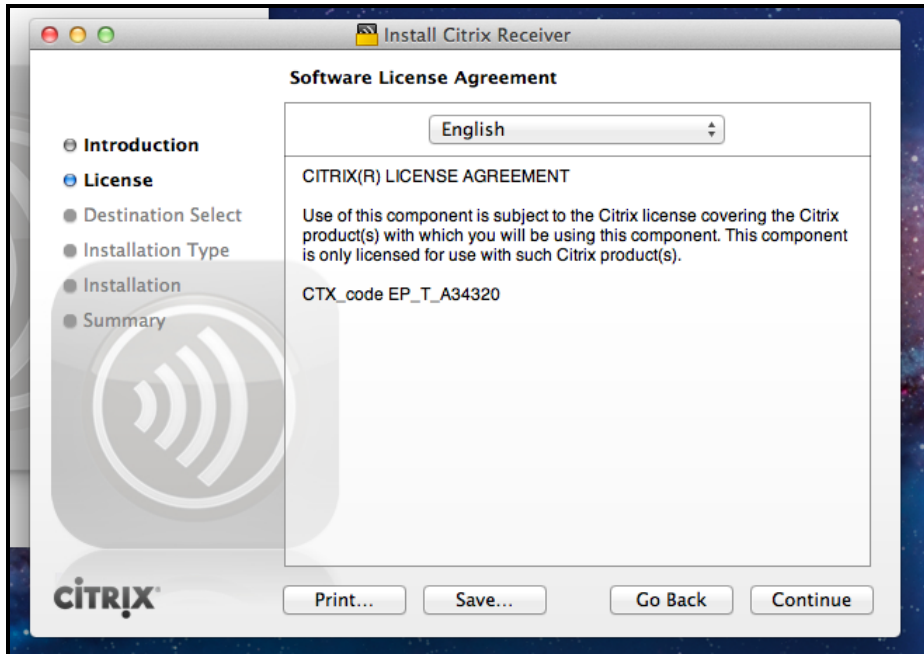 Install Citrix Receiver
Software License Agreement
Introduction
License
Destination Select
Installation Type
Installation
Summary
English
CITRIX(R) LICENSE AGREEMENT
Use of this component is subject to the Citrix license covering the Citrix
product(s) with which you will be using this component. This component
is only licensed for use with such Citrix product(s).
CTX_code EP_T_A34320
CITRIX
Print... Save... Go Back Continue